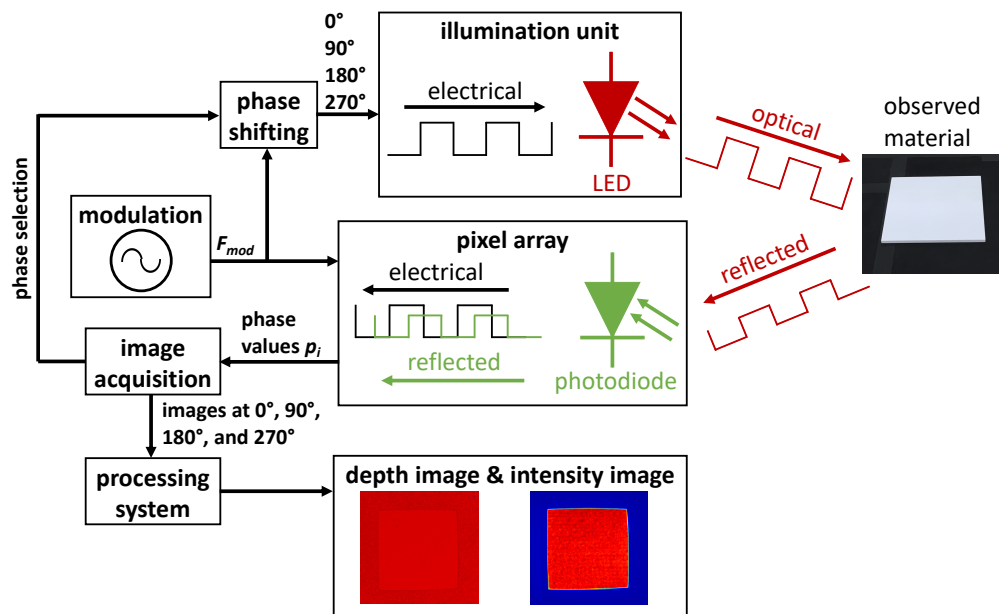 0°
90°
180°
270°
illumination unit
electrical
LED
phase
shifting
optical
observed
material
phase selection
modulation
F_mod
pixel array
electrical
reflected
photodiode
reflected
phase
values p_i
image
acquisition
images at 0°, 90°,
180°, and 270°
processing
system
depth image & intensity image